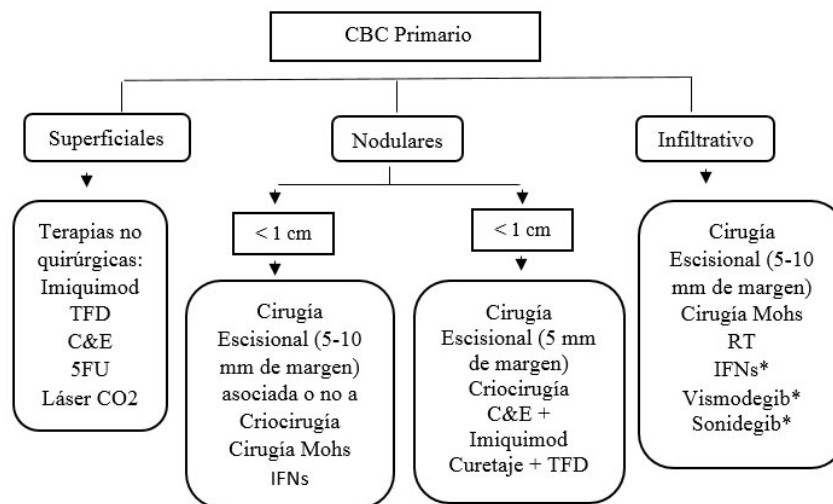 CBC Primario
Superficiales
Nodulares
Infiltrativo
< 1 cm
< 1 cm
Terapias no
quirúrgicas:
Imiquimod
TFD
C&E
5FU
Láser CO2
Cirugía
Escisional (5-10
mm de margen)
asociada o no a
Criocirugía
Cirugía Mohs
IFNs
Cirugía
Escisional (5 mm
de margen)
Criocirugía
C&E +
Imiquimod
Curetaje + TFD
Cirugía
Escisional (5-10
mm de margen)
Cirugía Mohs
RT
IFNs*
Vismodegib*
Sonidegib*